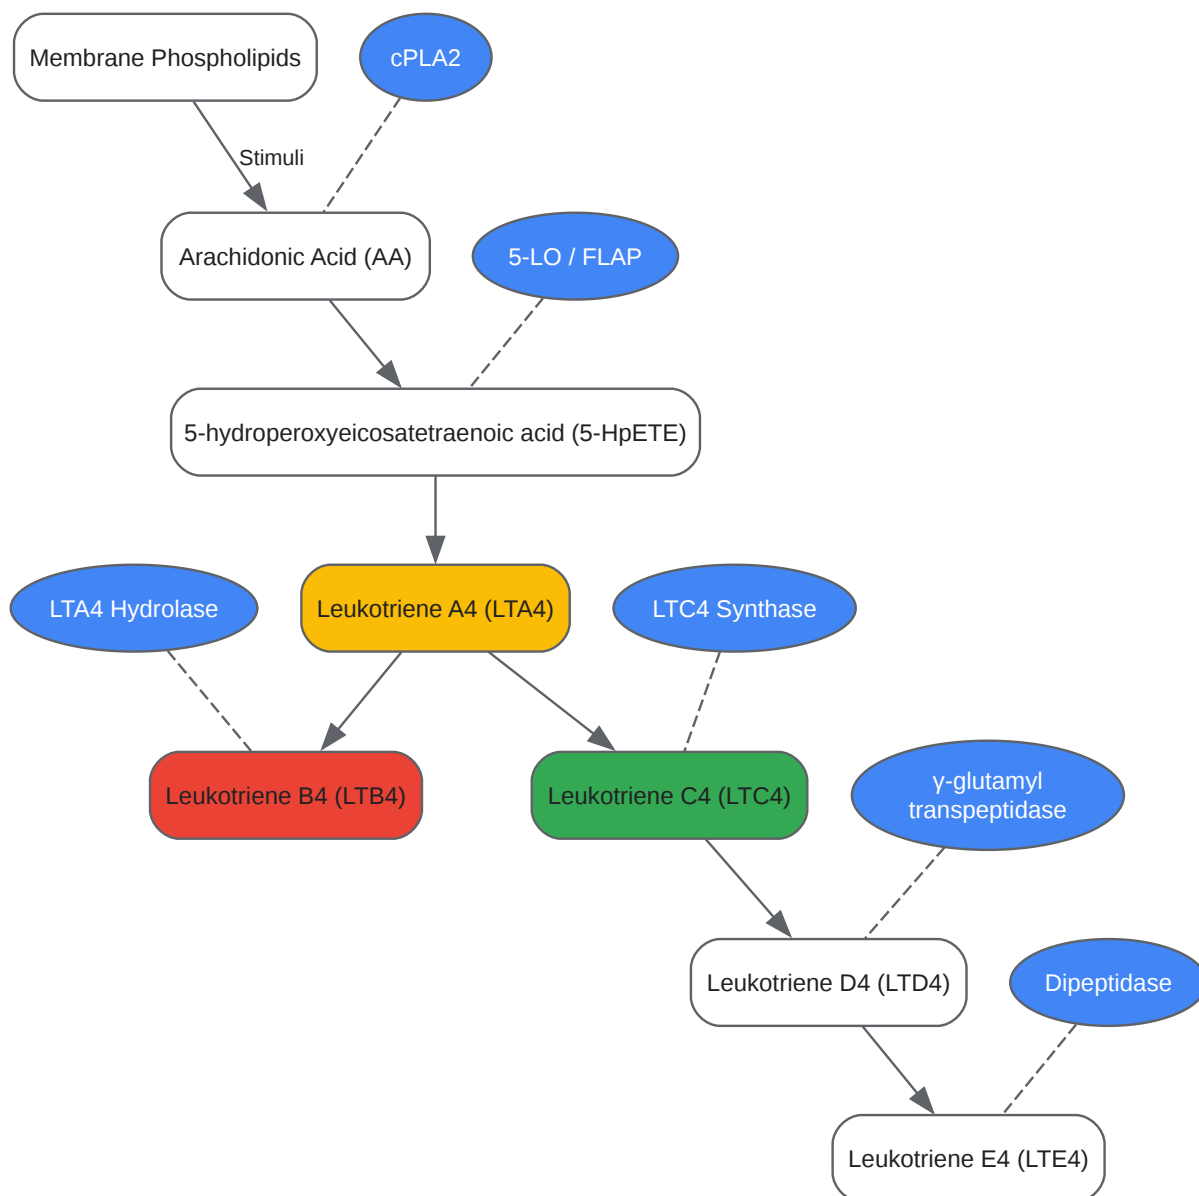 Membrane Phospholipids
cPLA2
Stimuli
Arachidonic Acid (AA)
5-LO / FLAP
5-hydroperoxyeicosatetraenoic acid (5-HpETE)
LTA4 Hydrolase
Leukotriene A4 (LTA4)
LTC4 Synthase
Leukotriene B4 (LTB4)
Leukotriene C4 (LTC4)
γ-glutamyl
transpeptidase
Leukotriene D4 (LTD4)
Dipeptidase
Leukotriene E4 (LTE4)